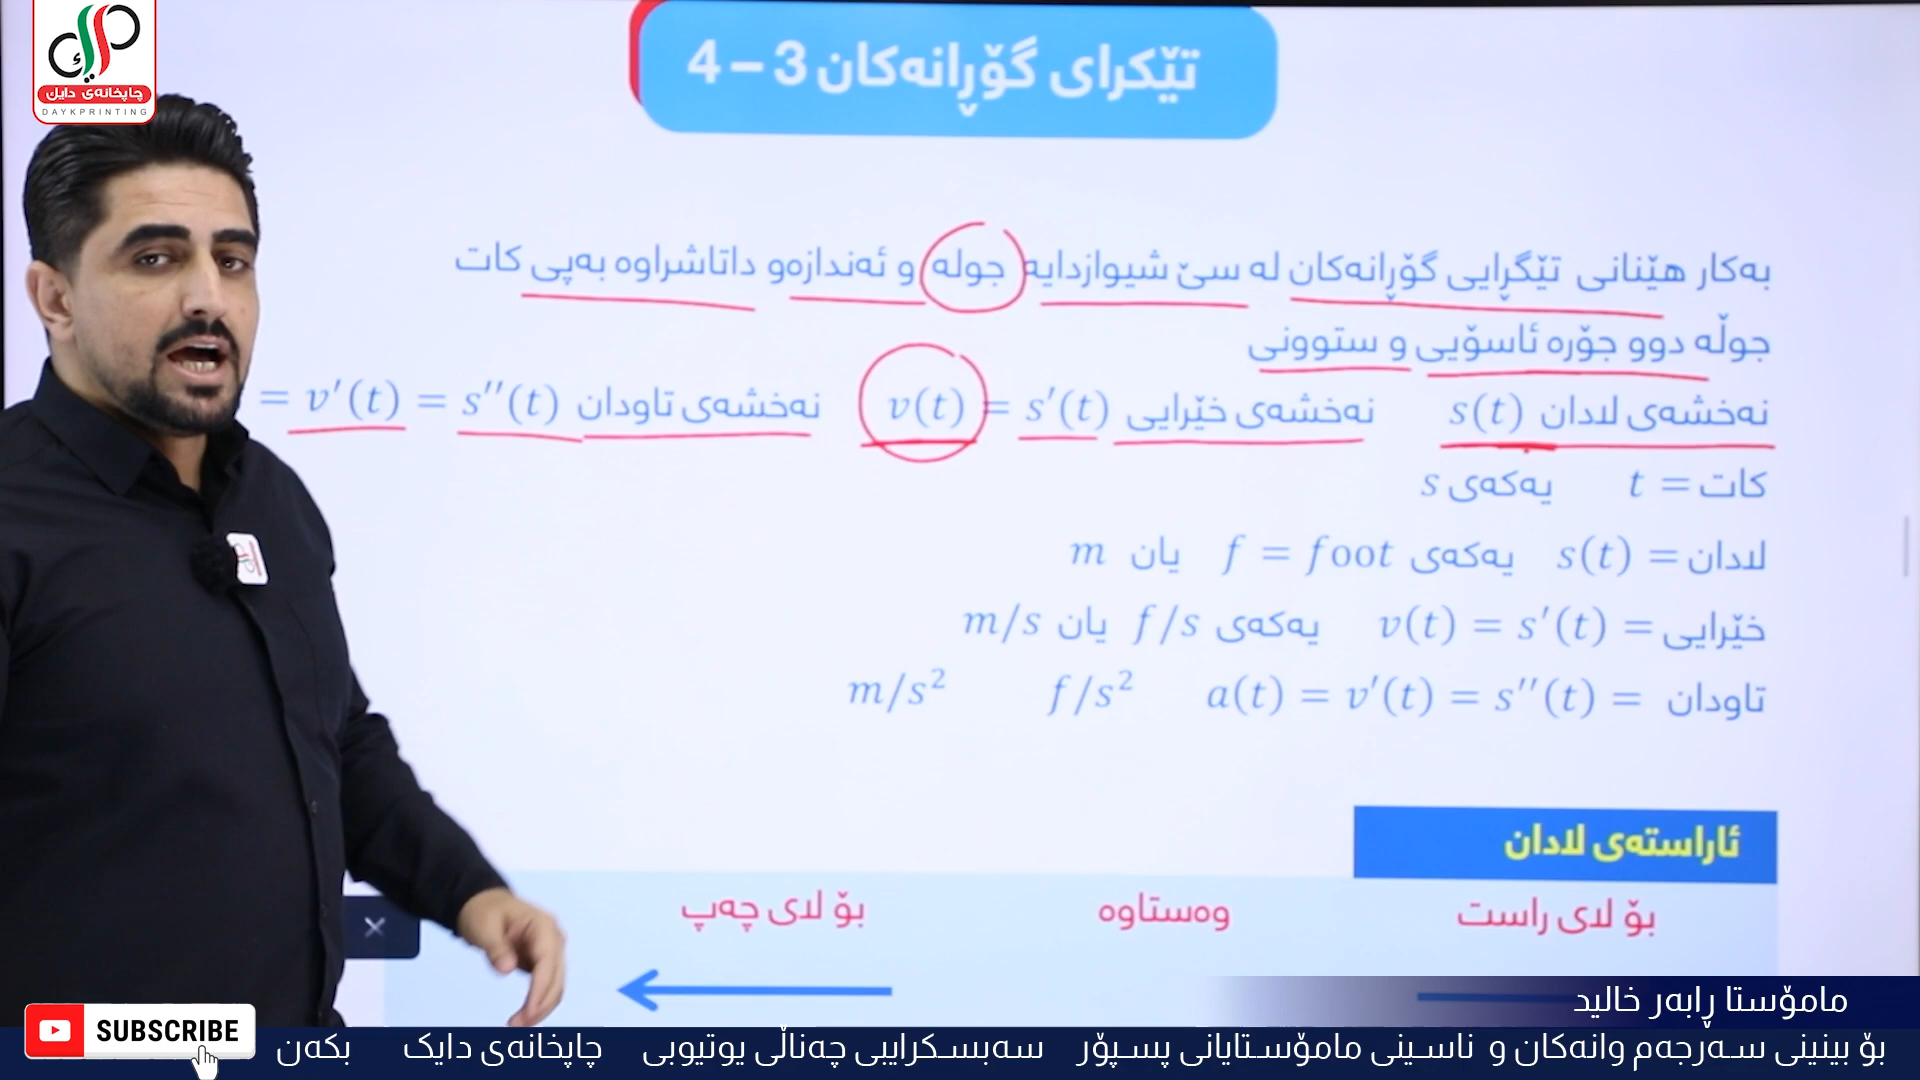 چاپخانەی دایك
DAYKPRINTING
تێکرای گۆڕانەکان 3 – 4
بەکار هێنانی تێگڕایی گۆڕانەکان لە سێ شیوازدایە جولە و ئەندازەو داتاشراوە بەپی کات
جوڵە دوو جۆرە ئاسۆیی و ستوونی
نەخشەی لادان s(t) نەخشەی خێرایی v(t) = s′(t) نەخشەی تاودان = v′(t) = s′′(t)
کات = t یەکەی s
لادان = s(t) یەکەی f = foot یان m
خێرایی = v(t) = s′(t) یەکەی f/s یان m/s
تاودان = a(t) = v′(t) = s′′(t) f/s² m/s²
ئاراستەی لادان
بۆ لای راست وەستاوە بۆ لای چەپ
مامۆستا ڕابەر خالید
SUBSCRIBE
بۆ بینینی سەرجەم وانەکان و ناسینی مامۆستایانی پسپۆر سەبسکرایبی چەناڵی یوتیوبی چاپخانەی دایک بکەن